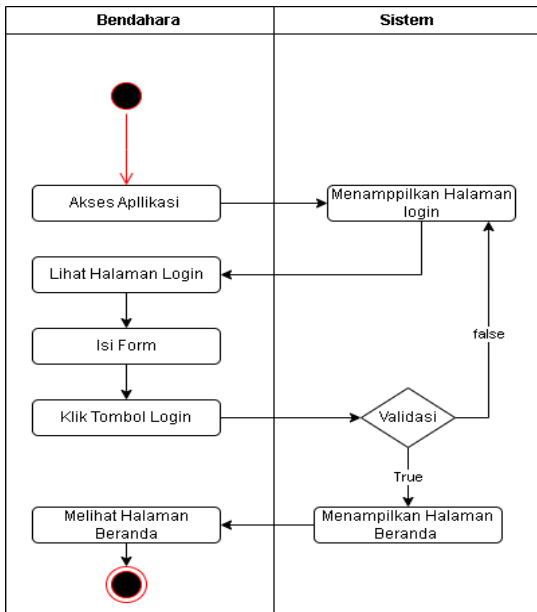 Bendahara
Sistem
Akses Apllikasi
Menamppilkan Halaman
login
Lihat Halaman Login
Isi Form
false
Klik Tombol Login
Validasi
True
Melihat Halaman
Beranda
Menampilkan Halaman
Beranda